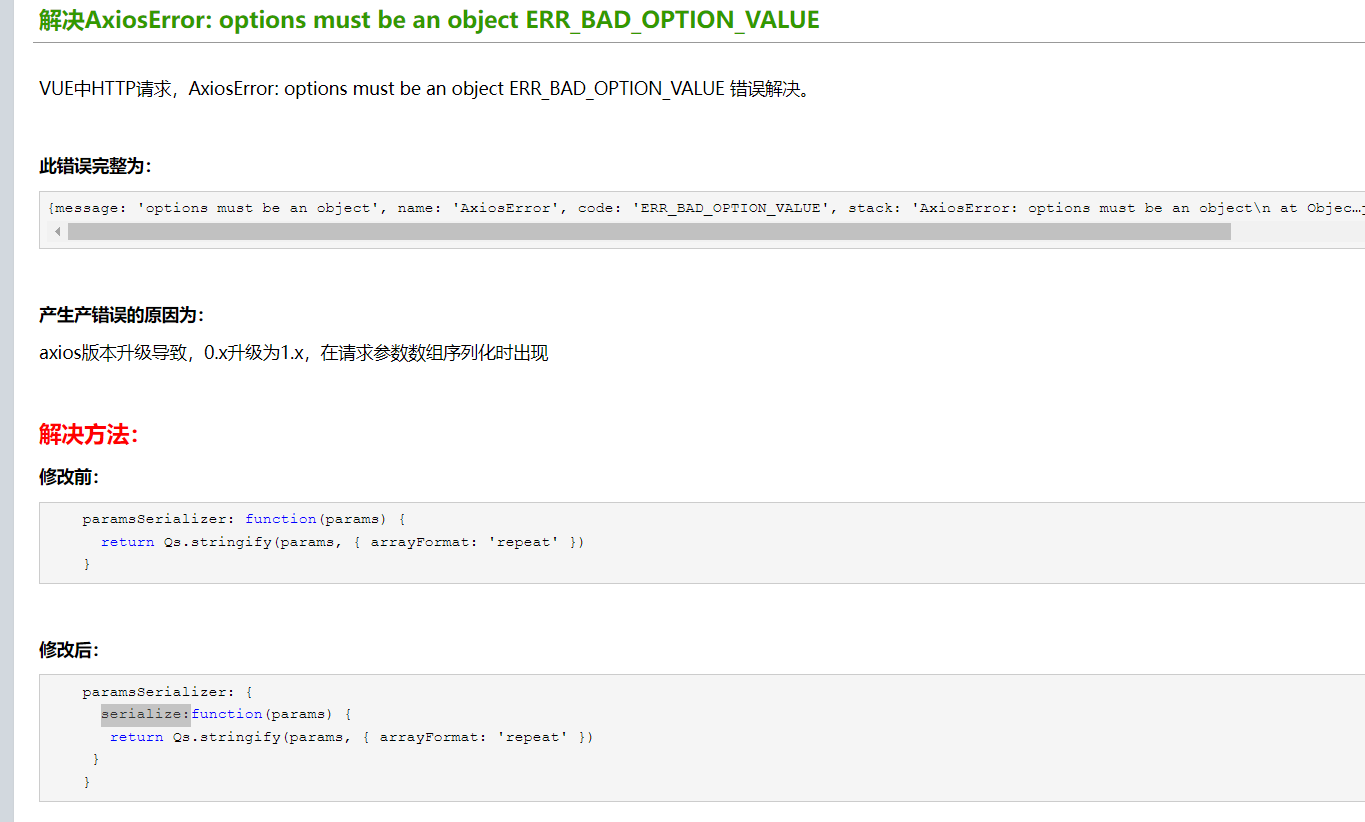 解决AxiosError: options must be an object ERR_BAD_OPTION_VALUE
VUE中HTTP请求，AxiosError: options must be an object ERR_BAD_OPTION_VALUE 错误解决。
此错误完整为：
{message: 'options must be an object', name: 'AxiosError', code: 'ERR_BAD_OPTION_VALUE', stack: 'AxiosError: options must be an object\n at Objec…
产生产错误的原因为：
axios版本升级导致，0.x升级为1.x，在请求参数数组序列化时出现
解决方法：
修改前：
paramsSerializer: function(params) {
return Qs.stringify(params, { arrayFormat: 'repeat' })
}
修改后：
paramsSerializer: {
serialize:function(params) {
return Qs.stringify(params, { arrayFormat: 'repeat' })
}
}